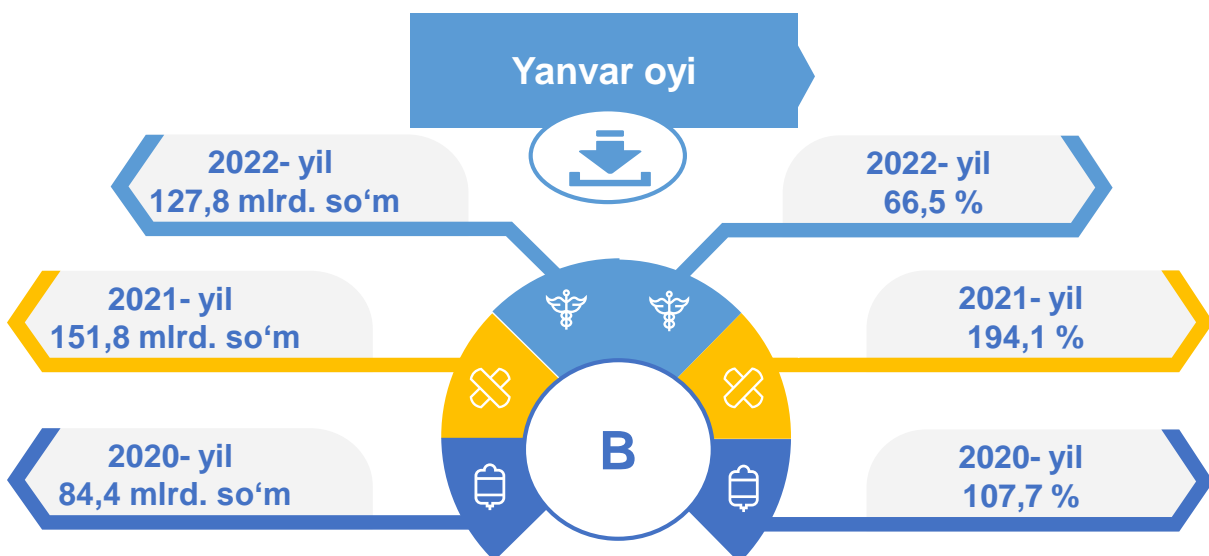 Yanvar oyi
2022- yil
127,8 mlrd. so‘m
2022- yil
66,5 %
2021- yil
151,8 mlrd. so‘m
2021- yil
194,1 %
B
2020- yil
84,4 mlrd. so‘m
2020- yil
107,7 %